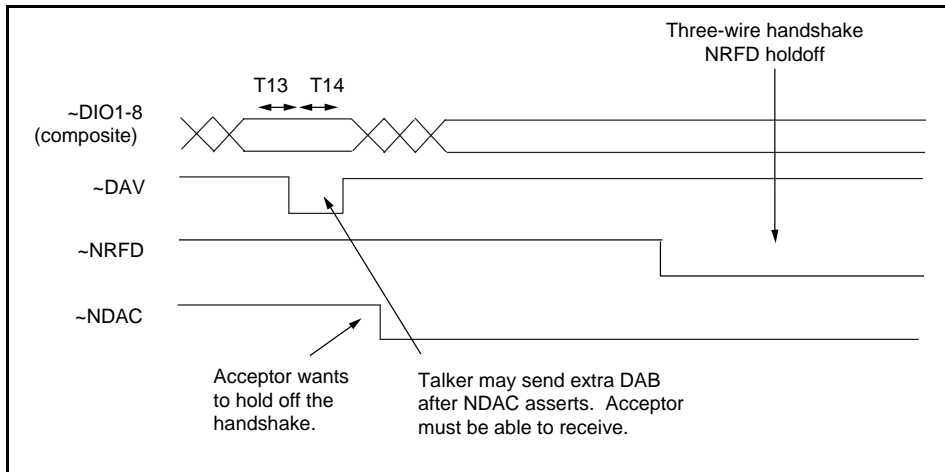 Three-wire handshake
NRFD holdoff
T13 T14
~DIO1-8
(composite)
~DAV
~NRFD
~NDAC
Acceptor wants
to hold off the
handshake.
Talker may send extra DAB
after NDAC asserts. Acceptor
must be able to receive.